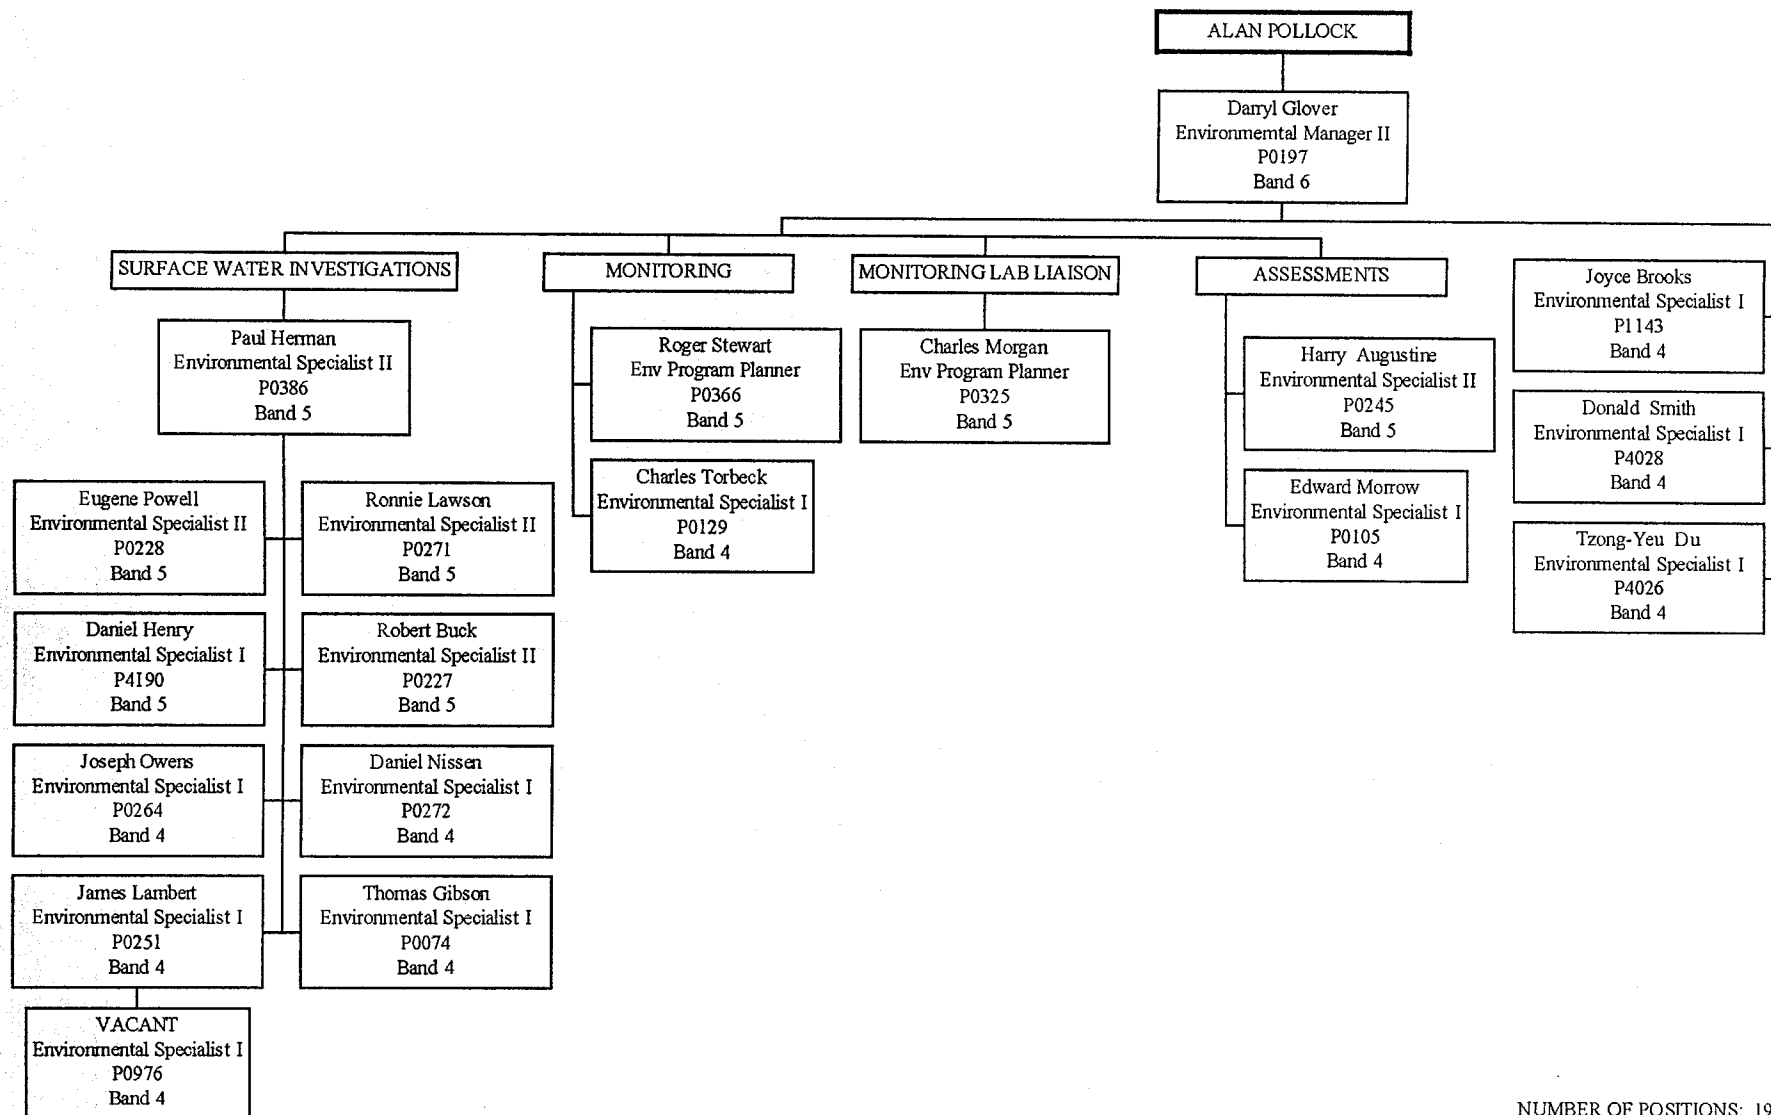 ALAN POLLOCK
Darryl Glover
Environmemtal Manager II
P0197
Band 6
SURFACE WATER INVESTIGATIONS
MONITORING
MONITORING LAB LIAISON
ASSESSMENTS
Paul Herman
Environmental Specialist II
P0386
Band 5
Eugene Powell
Environmental Specialist II
P0228
Band 5
Ronnie Lawson
Environmental Specialist II
P0271
Band 5
Daniel Henry
Environmental Specialist I
P4190
Band 5
Robert Buck
Environmental Specialist II
P0227
Band 5
Joseph Owens
Environmental Specialist I
P0264
Band 4
Daniel Nissen
Environmental Specialist I
P0272
Band 4
James Lambert
Environmental Specialist I
P0251
Band 4
Thomas Gibson
Environmental Specialist I
P0074
Band 4
VACANT
Environmental Specialist I
P0976
Band 4
Roger Stewart
Env Program Planner
P0366
Band 5
Charles Torbeck
Environmental Specialist I
P0129
Band 4
Charles Morgan
Env Program Planner
P0325
Band 5
Harry Augustine
Environmental Specialist II
P0245
Band 5
Edward Morrow
Environmental Specialist I
P0105
Band 4
Joyce Brooks
Environmental Specialist I
P1143
Band 4
Donald Smith
Environmental Specialist I
P4028
Band 4
Tzong-Yeu Du
Environmental Specialist I
P4026
Band 4
NUMBER OF POSITIONS: 19